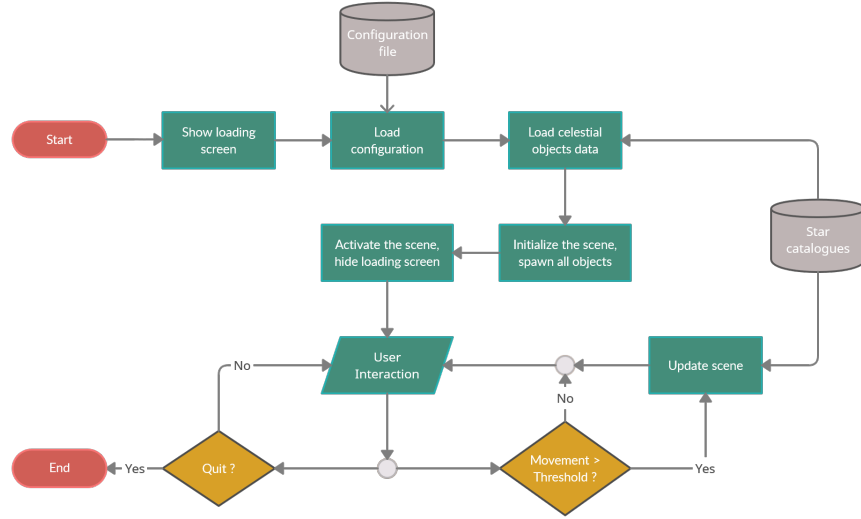 Configuration
file
Start
Show loading
screen
Load
configuration
Load celestial
objects data
Star
catalogues
Activate the scene,
hide loading screen
Initialize the scene,
spawn all objects
No
User
Interaction
Update scene
No
End
Yes
Quit ?
Movement >
Threshold ?
Yes